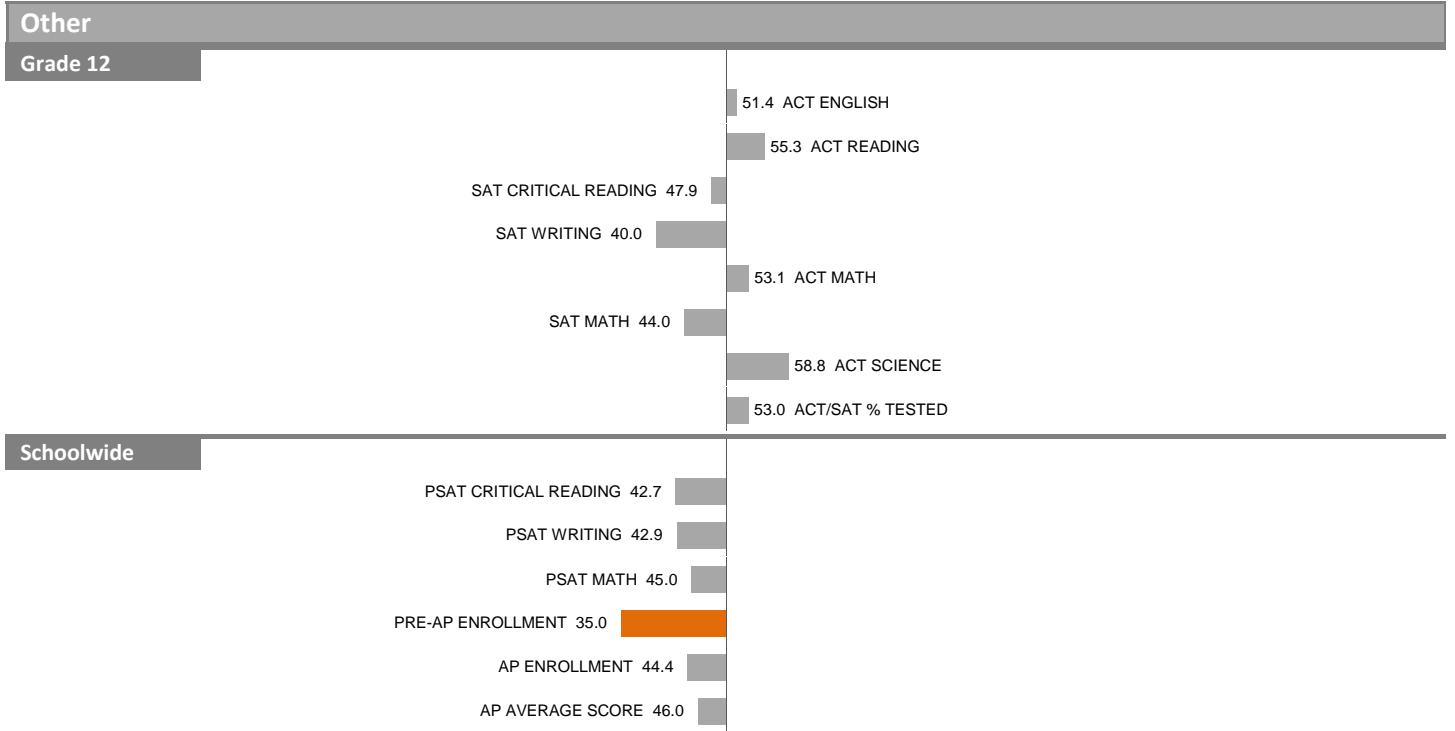 Other
Grade 12
51.4 ACT ENGLISH
55.3 ACT READING
SAT CRITICAL READING 47.9
SAT WRITING 40.0
53.1 ACT MATH
SAT MATH 44.0
58.8 ACT SCIENCE
53.0 ACT/SAT % TESTED
Schoolwide
PSAT CRITICAL READING 42.7
PSAT WRITING 42.9
PSAT MATH 45.0
PRE-AP ENROLLMENT 35.0
AP ENROLLMENT 44.4
AP AVERAGE SCORE 46.0